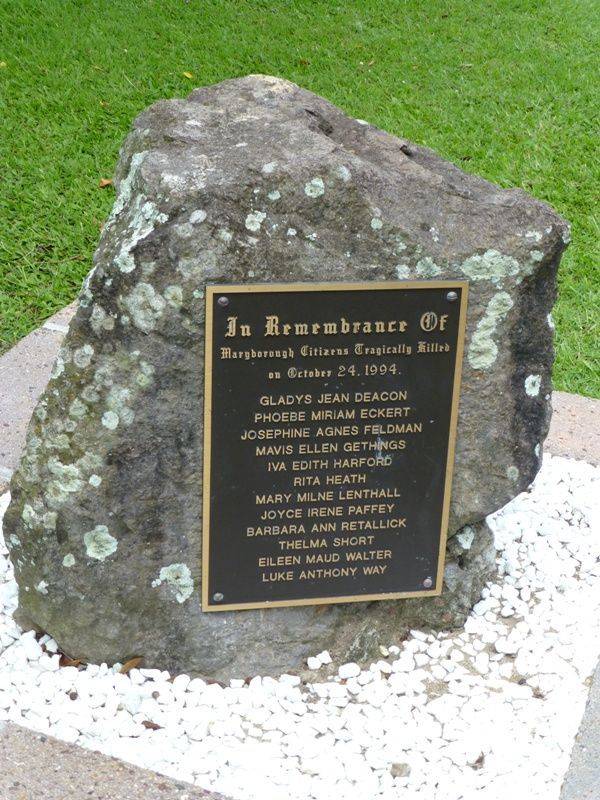 In Remembrance Of
Maryborough Citizens Tragically Killed
on October 24. 1994.
GLADYS JEAN DEACON
PHOEBE MIRIAM ECKERT
JOSEPHINE AGNES FELDMAN
MAVIS ELLEN GETHINGS
IVA EDITH HARFORD
RITA HEATH
MARY MILNE LENTHALL
JOYCE IRENE PAFFEY
BARBARA ANN RETALLICK
THELMA SHORT
EILEEN MAUD WALTER
LUKE ANTHONY WAY